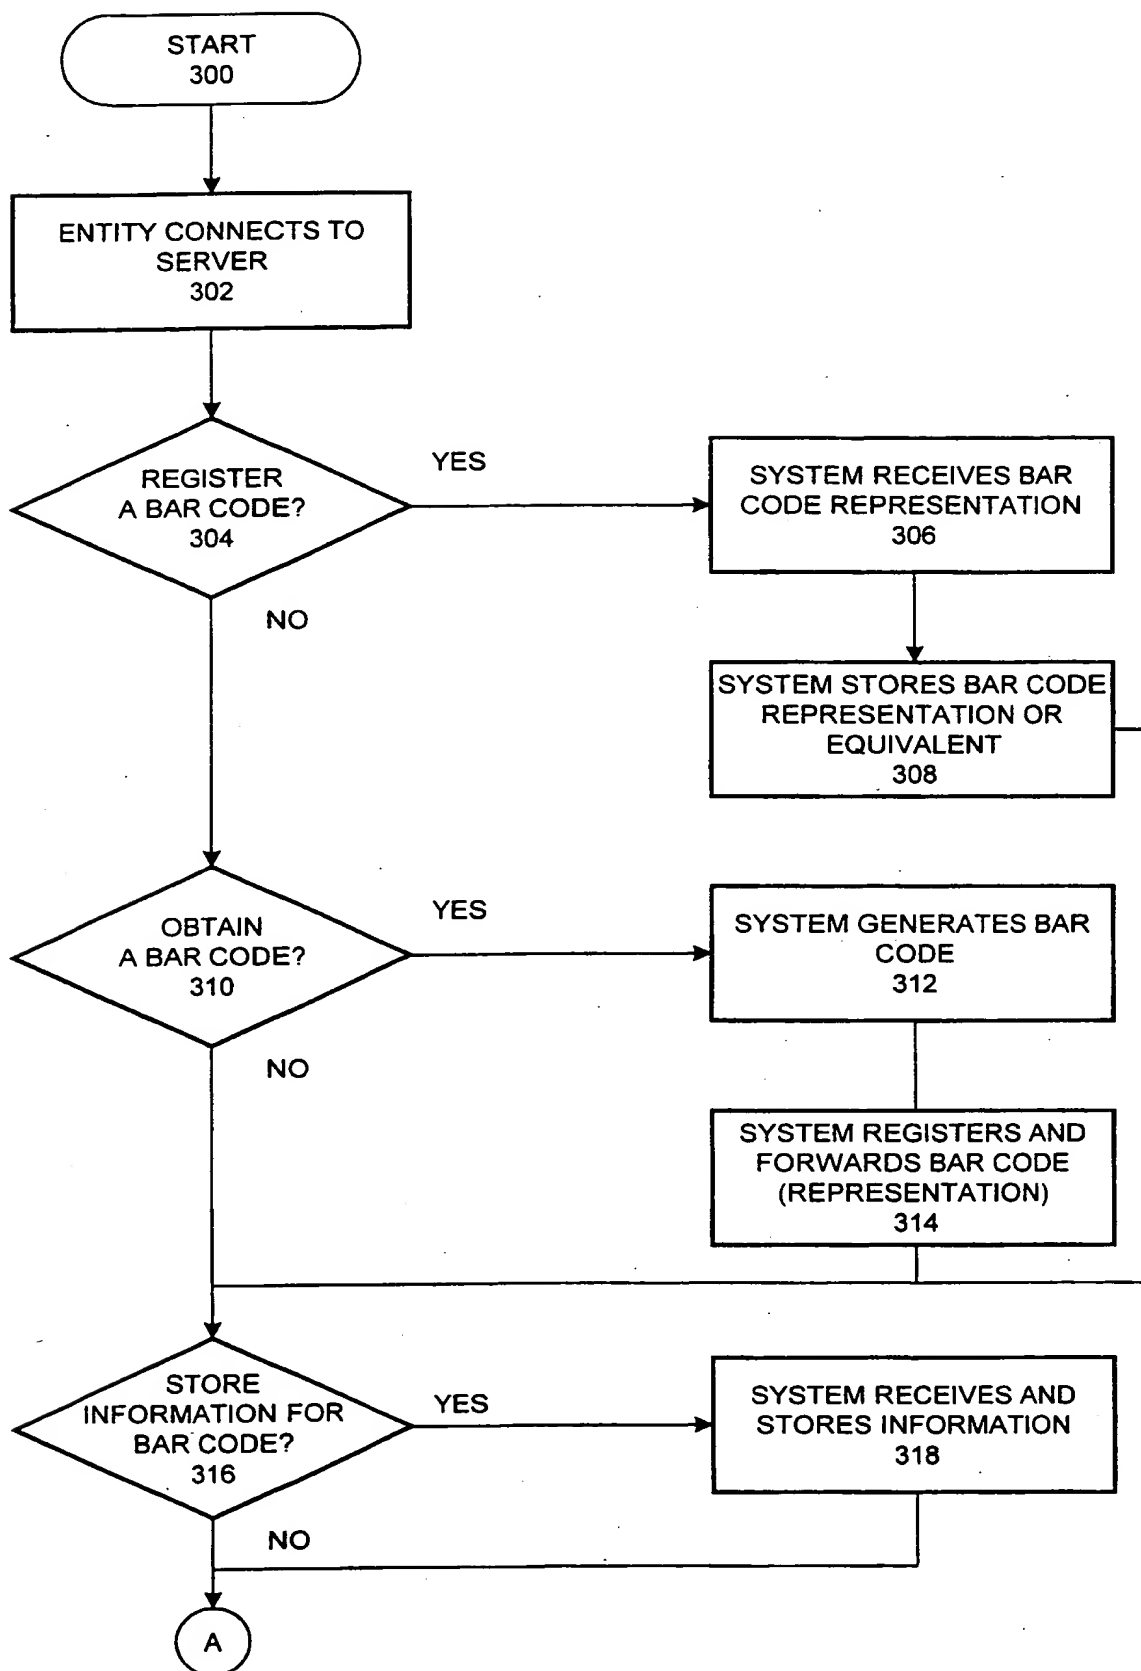 START
300
ENTITY CONNECTS TO
SERVER
302
REGISTER
A BAR CODE?
304
YES
NO
SYSTEM RECEIVES BAR
CODE REPRESENTATION
306
SYSTEM STORES BAR CODE
REPRESENTATION OR
EQUIVALENT
308
OBTAIN
A BAR CODE?
310
YES
NO
SYSTEM GENERATES BAR
CODE
312
SYSTEM REGISTERS AND
FORWARDS BAR CODE
(REPRESENTATION)
314
STORE
INFORMATION FOR
BAR CODE?
316
YES
NO
SYSTEM RECEIVES AND
STORES INFORMATION
318
A